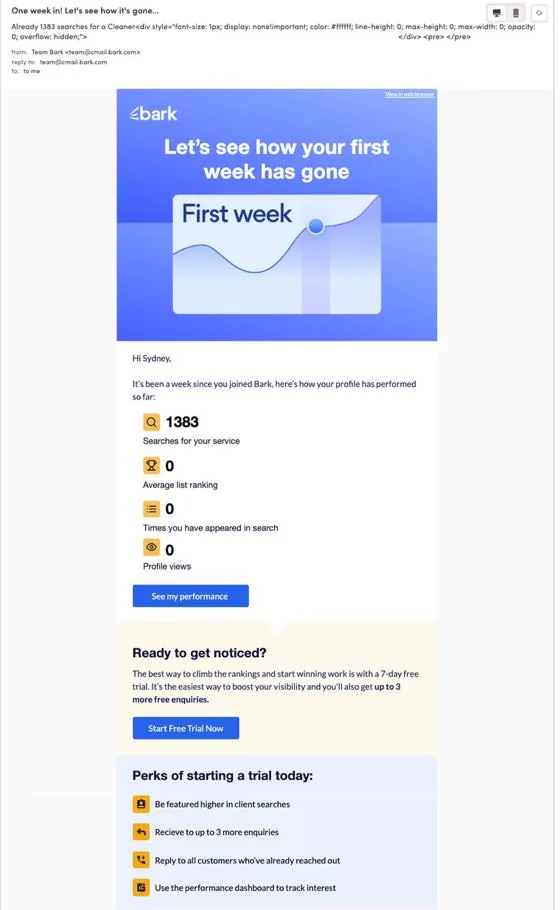 One week in! Let's see how it's gone...
Already 1383 searches for a Cleaner<div style="font-size: 1px; display: none!important; color: #ffffff; line-height: 0; max-height: 0; max-width: 0; opacity:
0; overflow: hidden;"> </div> <pre> </pre>
from: Team Bark <team@cmail.bark.com>
reply to: team@cmail.bark.com
to: to me
View in web browser
bark
Let's see how your first
week has gone
First week
Hi Sydney,
It's been a week since you joined Bark, here's how your profile has performed
so far:
1383
Searches for your service
0
Average list ranking
0
Times you have appeared in search
0
Profile views
See my performance
Ready to get noticed?
The best way to climb the rankings and start winning work is with a 7-day free
trial. It's the easiest way to boost your visibility and you'll also get up to 3
more free enquiries.
Start Free Trial Now
Perks of starting a trial today:
Be featured higher in client searches
Recieve to up to 3 more enquiries
Reply to all customers who've already reached out
Use the performance dashboard to track interest